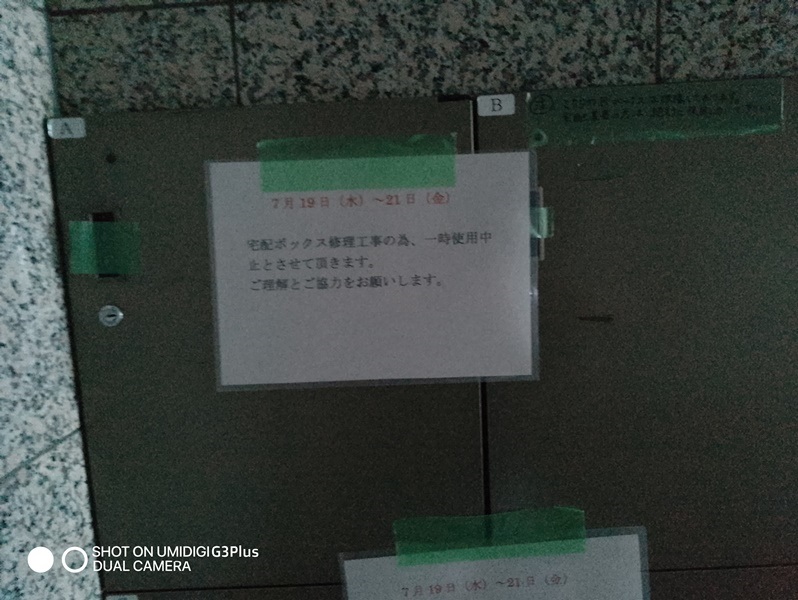 A
B
7月19日（水）～21日（金）
宅配ボックス修理工事の為、一時使用中
止とさせて頂きます。
ご理解とご協力をお願いします。
7月19日（水）～21日（金）
SHOT ON UMIDIGI G3 Plus
DUAL CAMERA